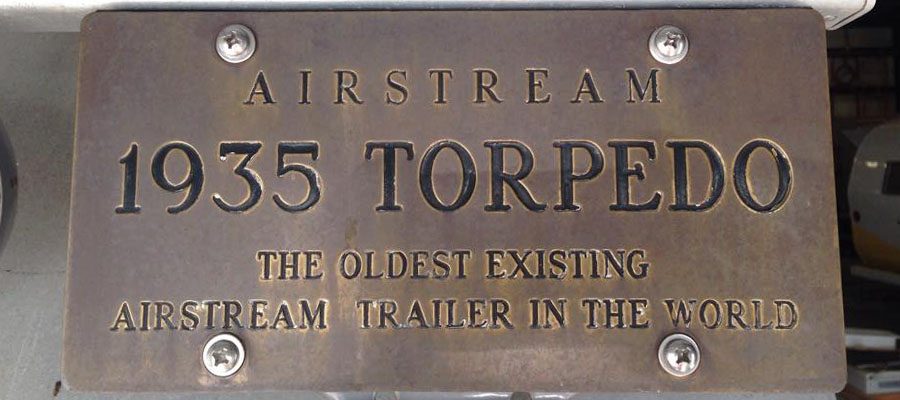 AIRSTREAM
1935 TORPEDO
THE OLDEST EXISTING
AIRSTREAM TRAILER IN THE WORLD